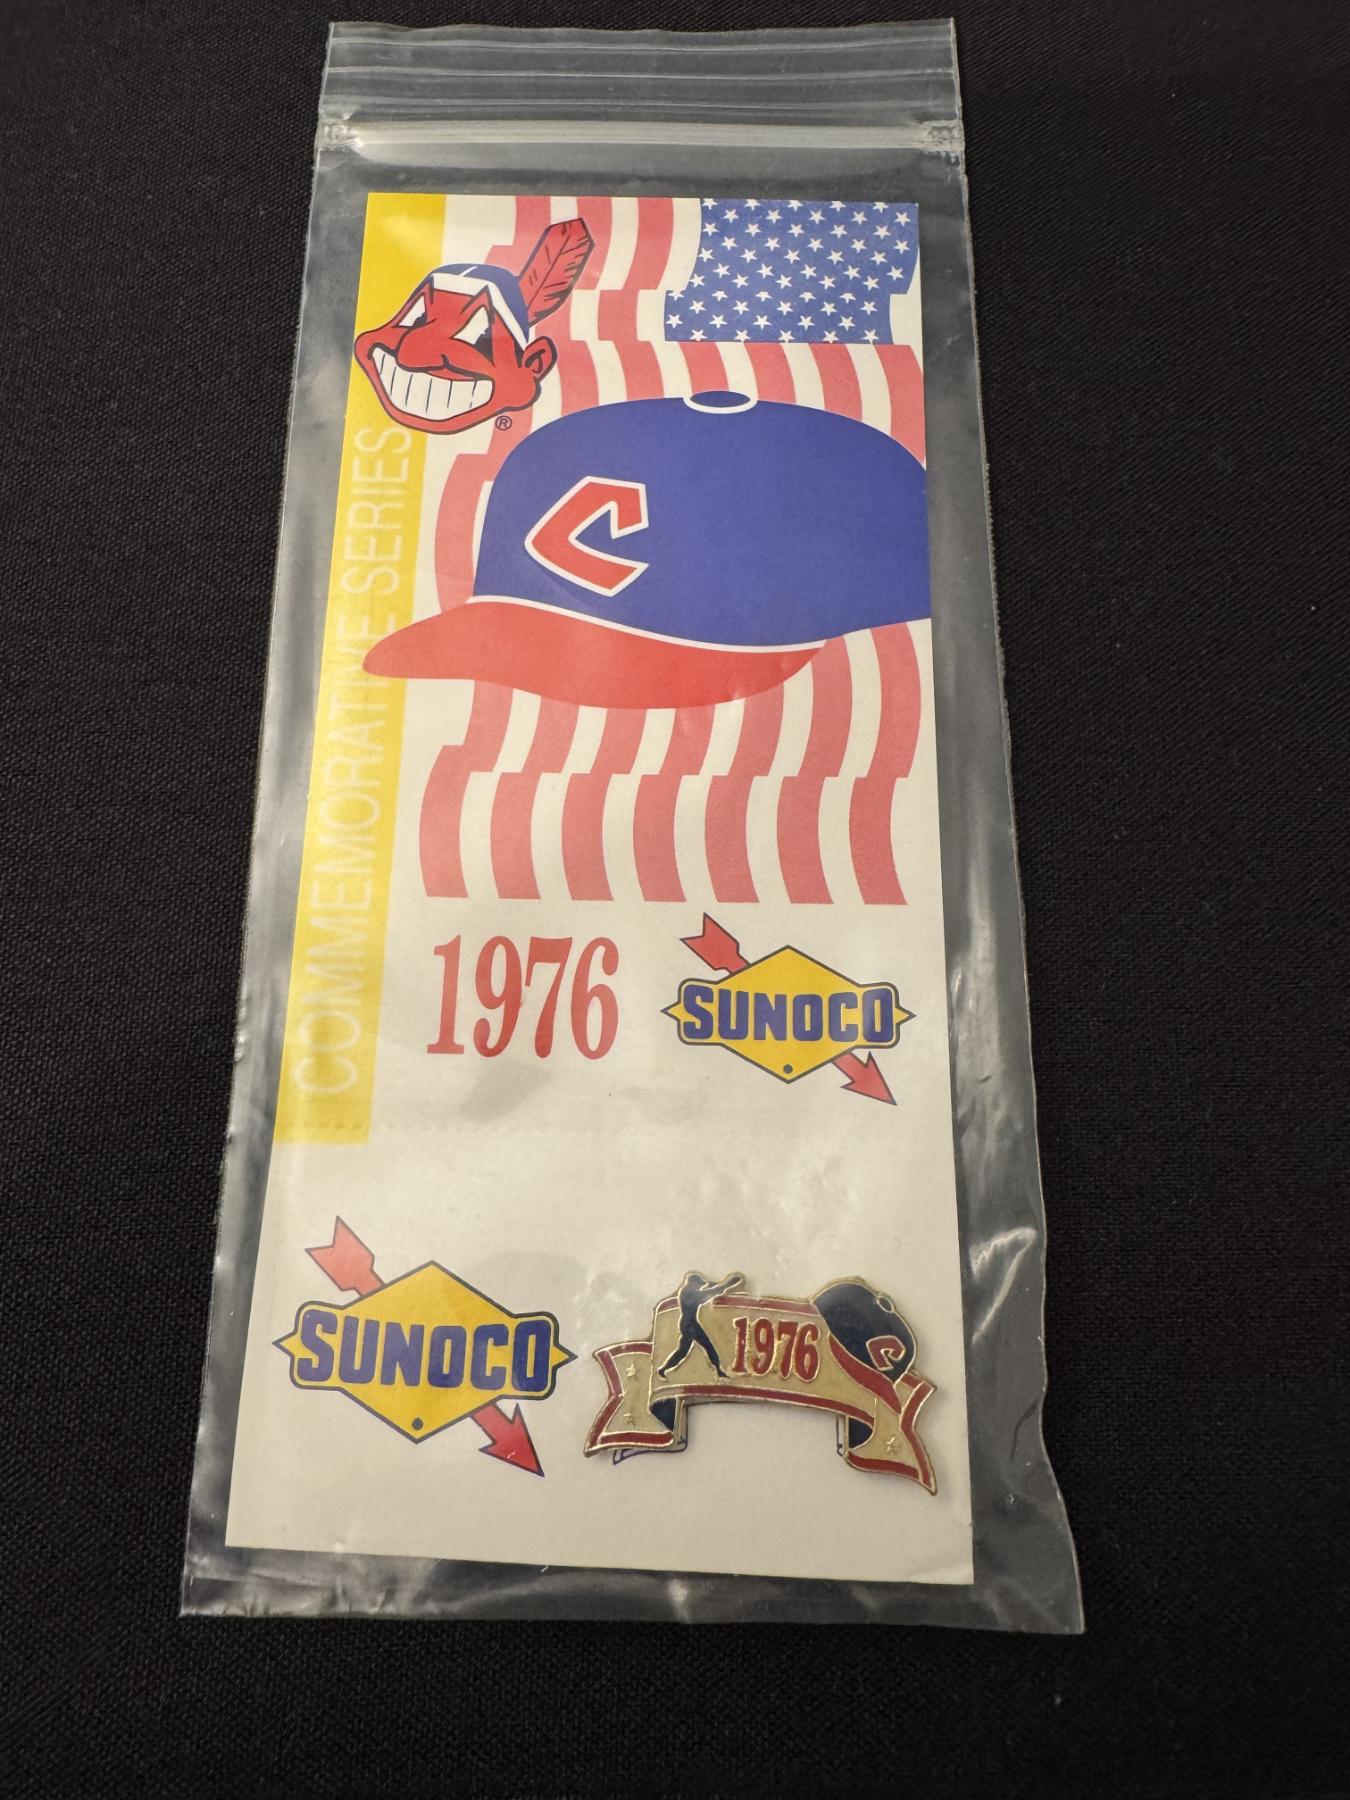 COMMEMORATIVE SERIES
®
C
1976
SUNOCO
SUNOCO
1976
C